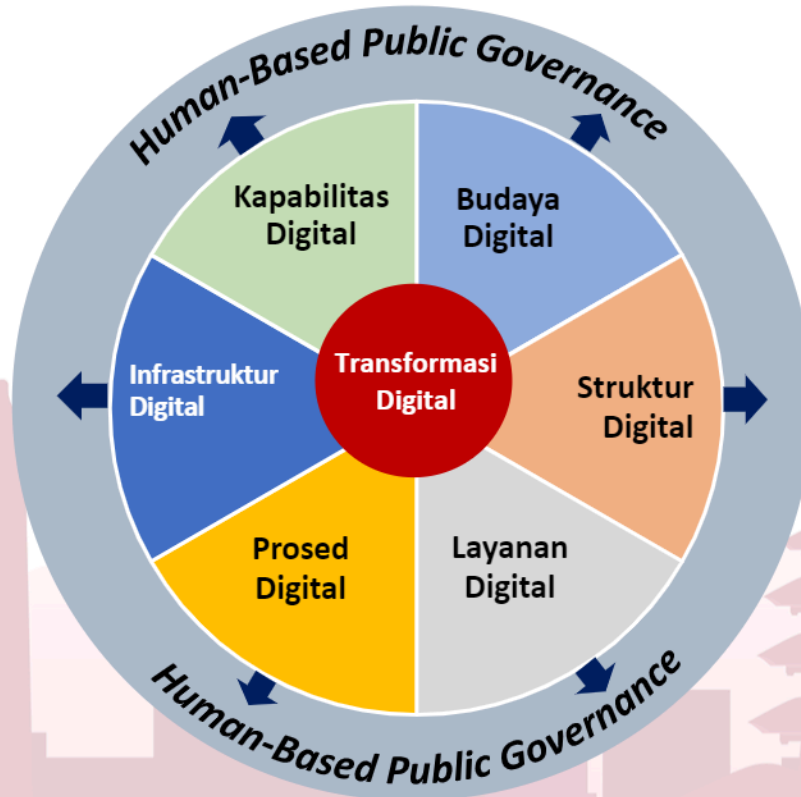 Human-Based Public Governance
Kapabilitas
Digital
Budaya
Digital
Infrastruktur
Digital
Transformasi
Digital
Struktur
Digital
Prosed
Digital
Layanan
Digital
Human-Based Public Governance